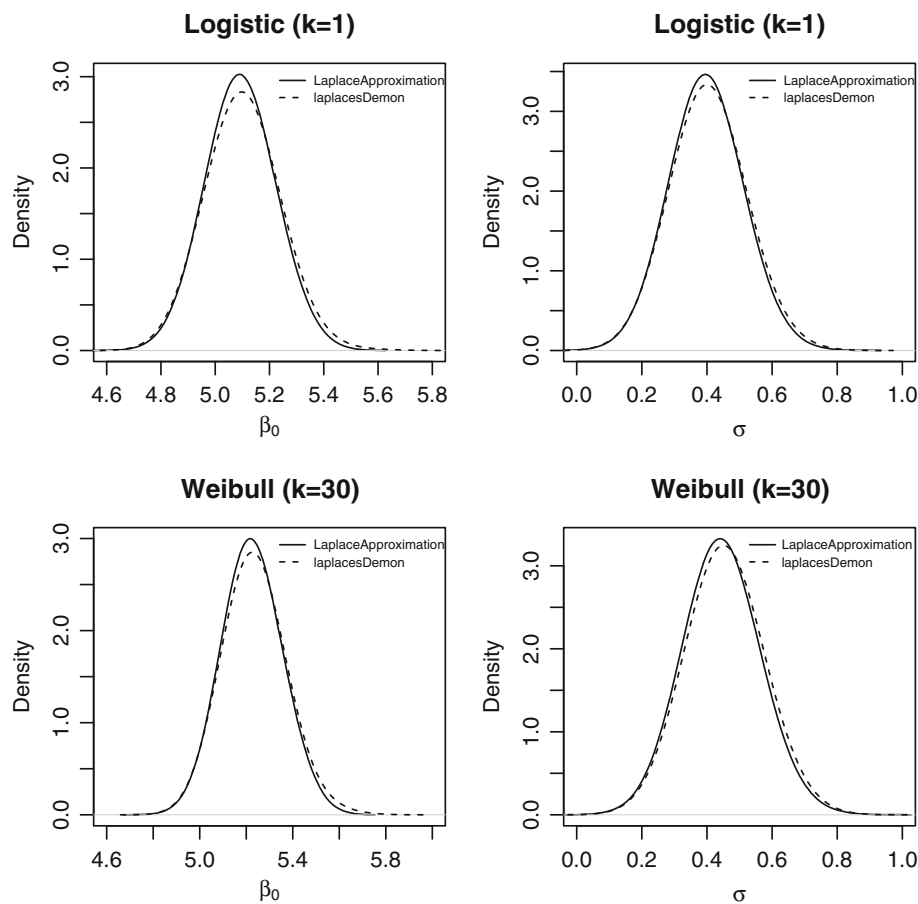 Logistic (k=1)
Density
0.0 1.0 2.0 3.0
LaplaceApproximation
laplacesDemon
4.6 4.8 5.0 5.2 5.4 5.6 5.8
β0
Logistic (k=1)
Density
0.0 1.0 2.0 3.0
LaplaceApproximation
laplacesDemon
0.0 0.2 0.4 0.6 0.8 1.0
σ
Weibull (k=30)
Density
0.0 1.0 2.0 3.0
LaplaceApproximation
laplacesDemon
4.6 5.0 5.4 5.8
β0
Weibull (k=30)
Density
0.0 1.0 2.0 3.0
LaplaceApproximation
laplacesDemon
0.0 0.2 0.4 0.6 0.8 1.0
σ